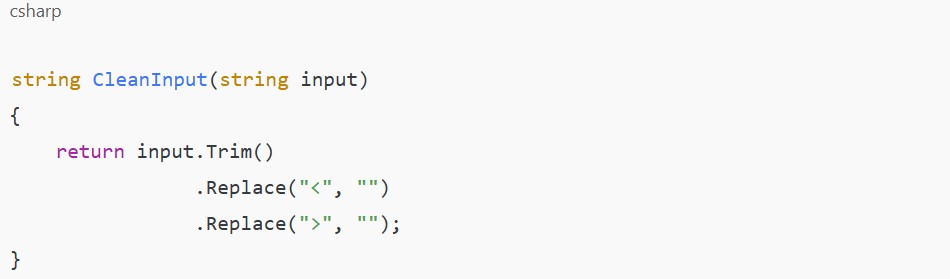 csharp
string CleanInput(string input)
{
    return input.Trim()
                .Replace("<", "")
                .Replace(">", "");
}